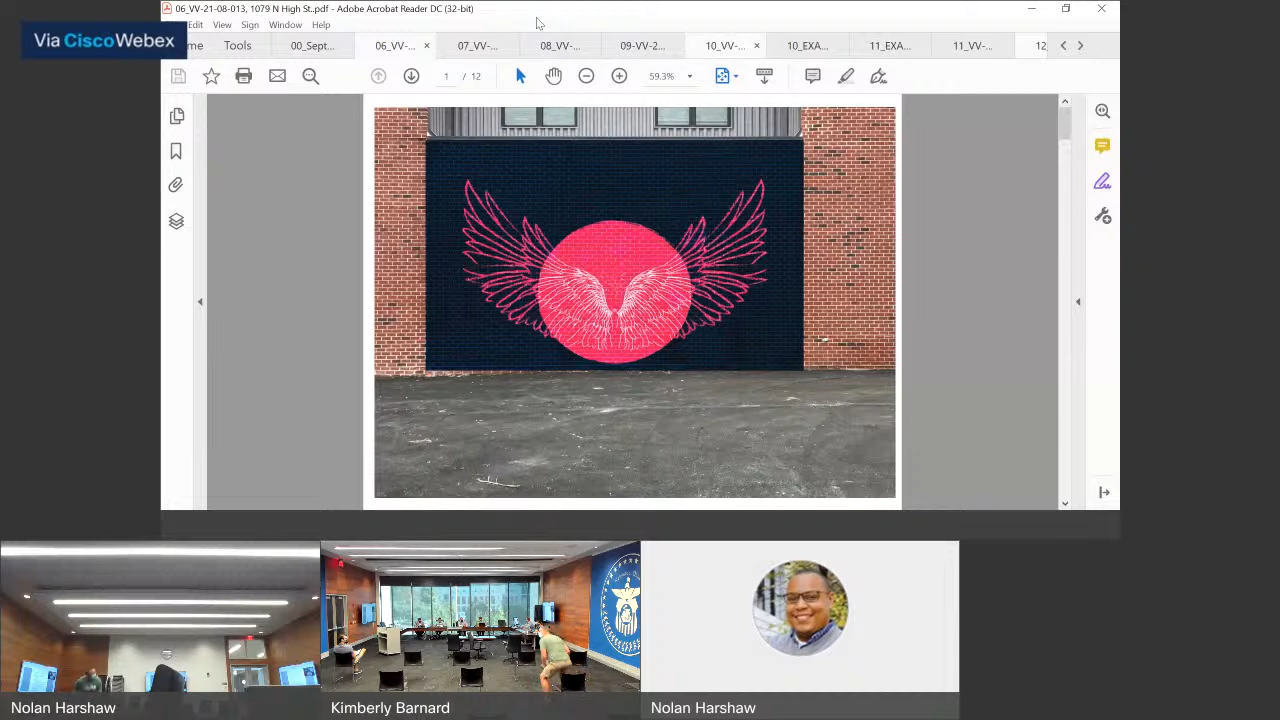 06_VV-21-08-013, 1079 N High St..pdf - Adobe Acrobat Reader DC (32-bit)
Edit View Sign Window Help
Via Cisco Webex
me Tools 00_Sept... 06_VV-... × 07_VV-... 08_VV-... 09-VV-2... 10_VV-... × 10_EXA... 11_EXA... 11_VV-... 12
1 / 12 59.3%
Nolan Harshaw
Kimberly Barnard
Nolan Harshaw